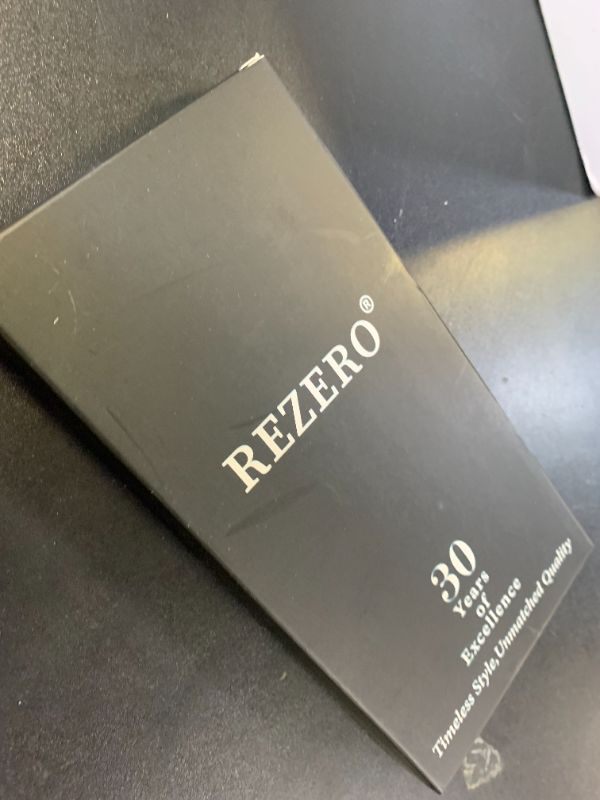 REZERO®
30
Years
of
Excellence
Timeless Style,Unmatched Quality